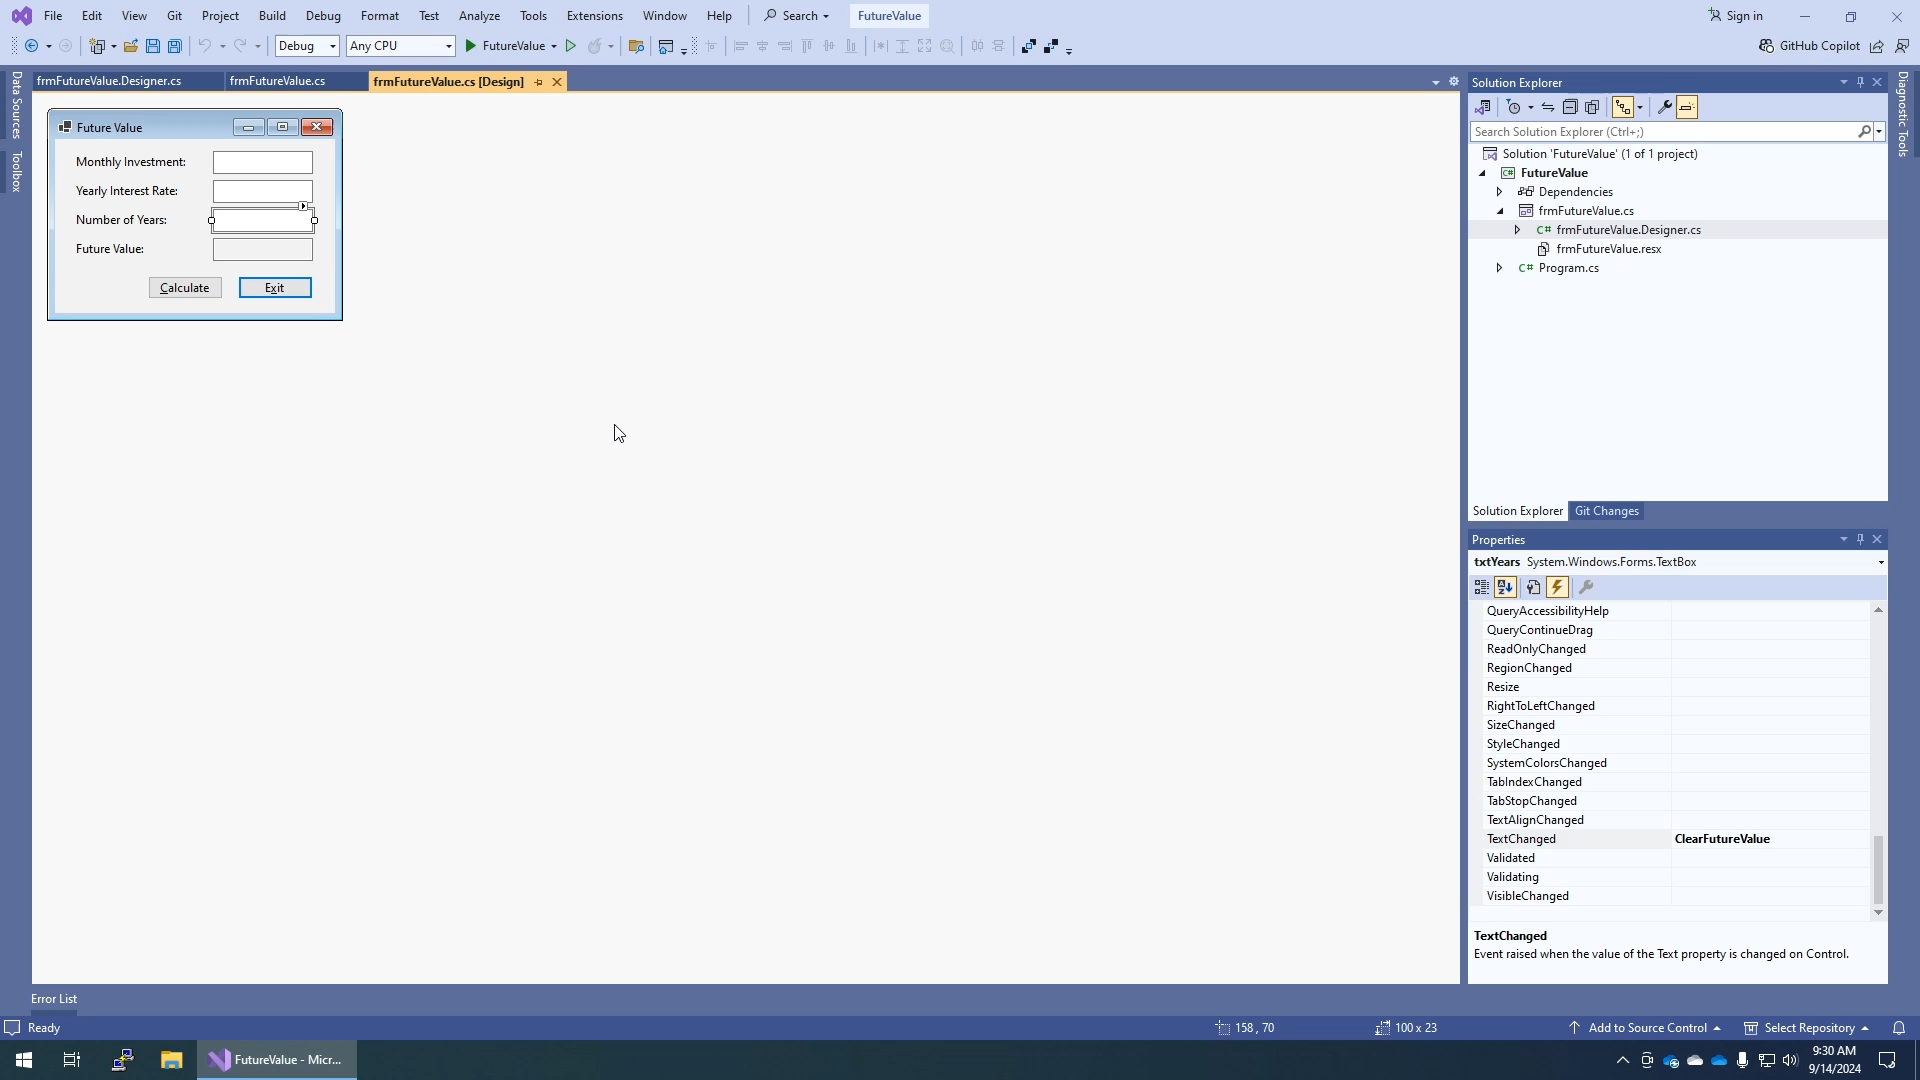 File Edit View Git Project Build Debug Format Test Analyze Tools Extensions Window Help Search FutureValue Sign in
Debug Any CPU FutureValue GitHub Copilot
frmFutureValue.Designer.cs frmFutureValue.cs frmFutureValue.cs [Design]
Data Sources
Toolbox
Future Value
Monthly Investment:
Yearly Interest Rate:
Number of Years:
Future Value:
Calculate Exit
Solution Explorer
Search Solution Explorer (Ctrl+;)
Solution 'FutureValue' (1 of 1 project)
C# FutureValue
Dependencies
frmFutureValue.cs
C# frmFutureValue.Designer.cs
frmFutureValue.resx
C# Program.cs
Solution Explorer Git Changes
Diagnostic Tools
Properties
txtYears System.Windows.Forms.TextBox
QueryAccessibilityHelp
QueryContinueDrag
ReadOnlyChanged
RegionChanged
Resize
RightToLeftChanged
SizeChanged
StyleChanged
SystemColorsChanged
TabIndexChanged
TabStopChanged
TextAlignChanged
TextChanged ClearFutureValue
Validated
Validating
VisibleChanged
TextChanged
Event raised when the value of the Text property is changed on Control.
Error List
Ready 158 , 70 100 x 23 Add to Source Control Select Repository
FutureValue - Micr...
9:30 AM
9/14/2024